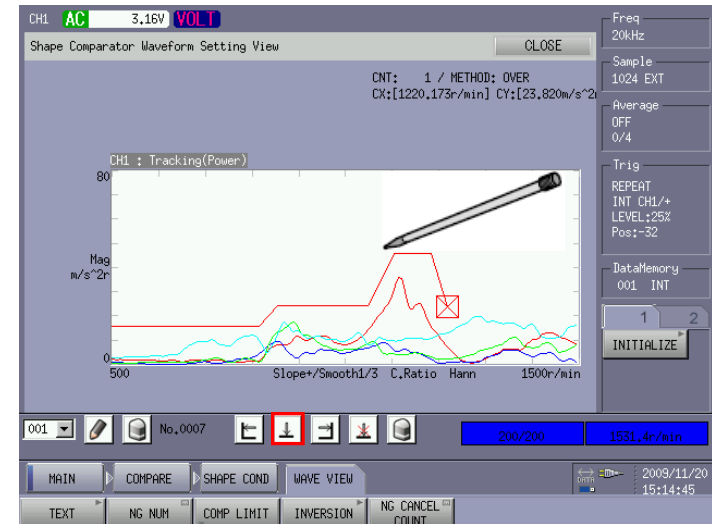 CH1 AC 3.16V VOLT
Shape Comparator Waveform Setting View CLOSE
CNT: 1 / METHOD: OVER
CX:[1220.173r/min] CY:[23.820m/s^2
CH1 : Tracking(Power)
80
Mag
m/s^2r
0
500 Slope+/Smooth1/3 C.Ratio Hann 1500r/min
Freq
20kHz
Sample
1024 EXT
Average
OFF
0/4
Trig
REPEAT
INT CH1/+
LEVEL:25%
Pos:-32
DataMemory
001 INT
1 2
INITIALIZE
001 No.0007 200/200 1631.4r/min
MAIN COMPARE SHAPE COND WAVE VIEW
DATA 2009/11/20
15:14:45
TEXT NG NUM COMP LIMIT INVERSION NG CANCEL
COUNT